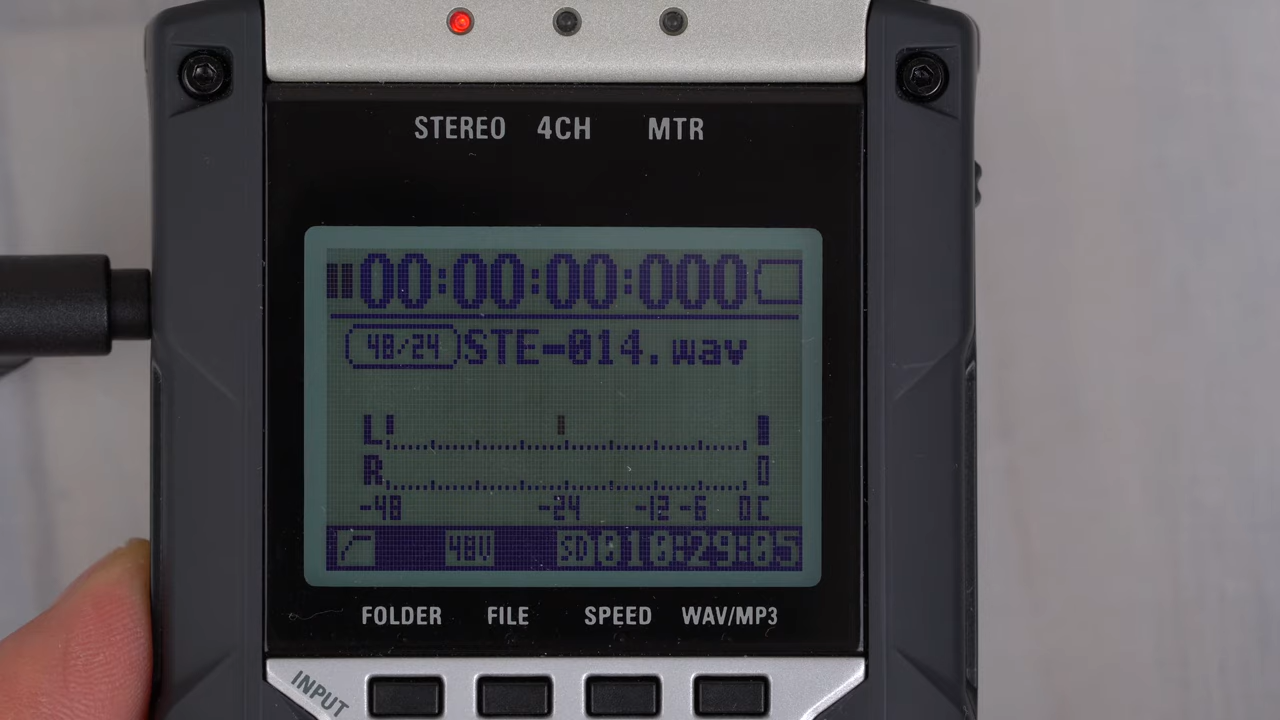 STEREO 4CH MTR
00:00:00:000
48/24 STE-014.wav
L
R
-48 -24 -12 -6 0 C
48V SD 010:29:05
FOLDER FILE SPEED WAV/MP3
INPUT